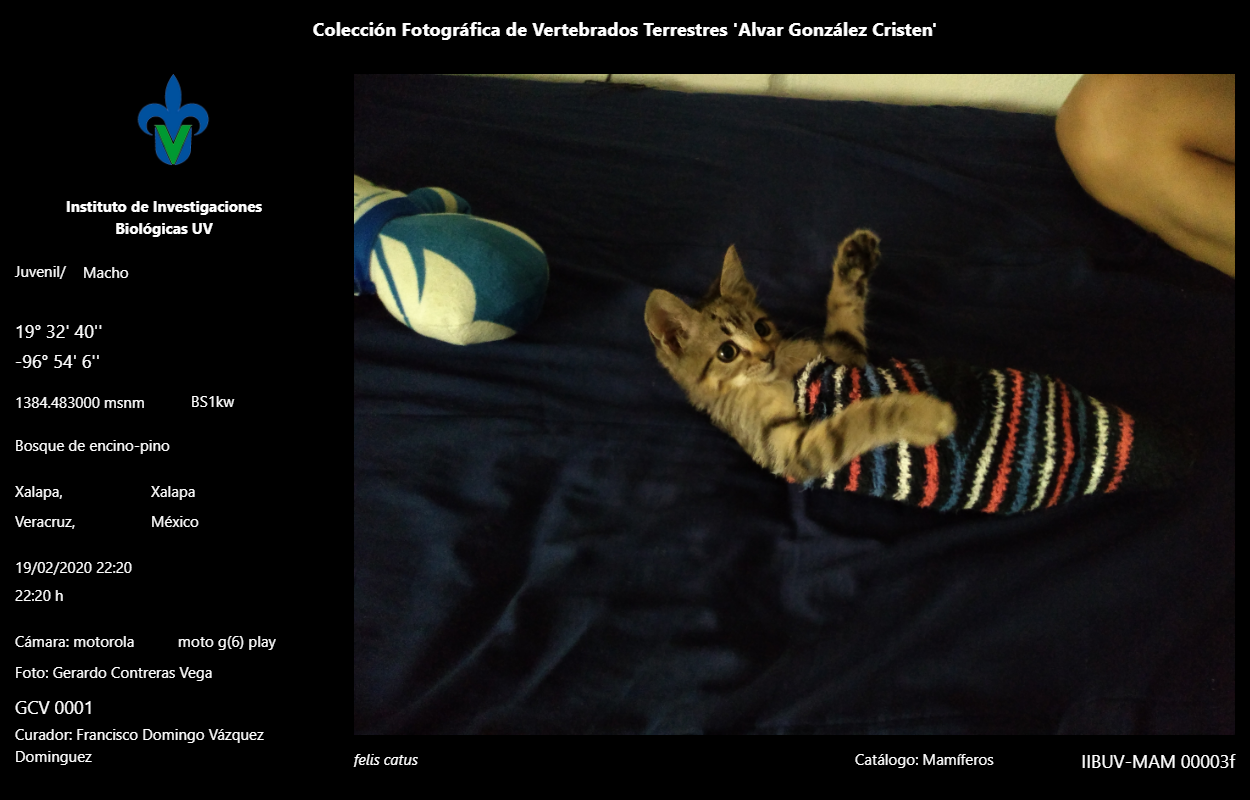 Colección Fotográfica de Vertebrados Terrestres 'Alvar González Cristen'
V
Instituto de Investigaciones
Biológicas UV
Juvenil/ Macho
19° 32' 40''
-96° 54' 6''
1384.483000 msnm BS1kw
Bosque de encino-pino
Xalapa, Xalapa
Veracruz, México
19/02/2020 22:20
22:20 h
Cámara: motorola moto g(6) play
Foto: Gerardo Contreras Vega
GCV 0001
Curador: Francisco Domingo Vázquez
Dominguez
felis catus Catálogo: Mamíferos IIBUV-MAM 00003f